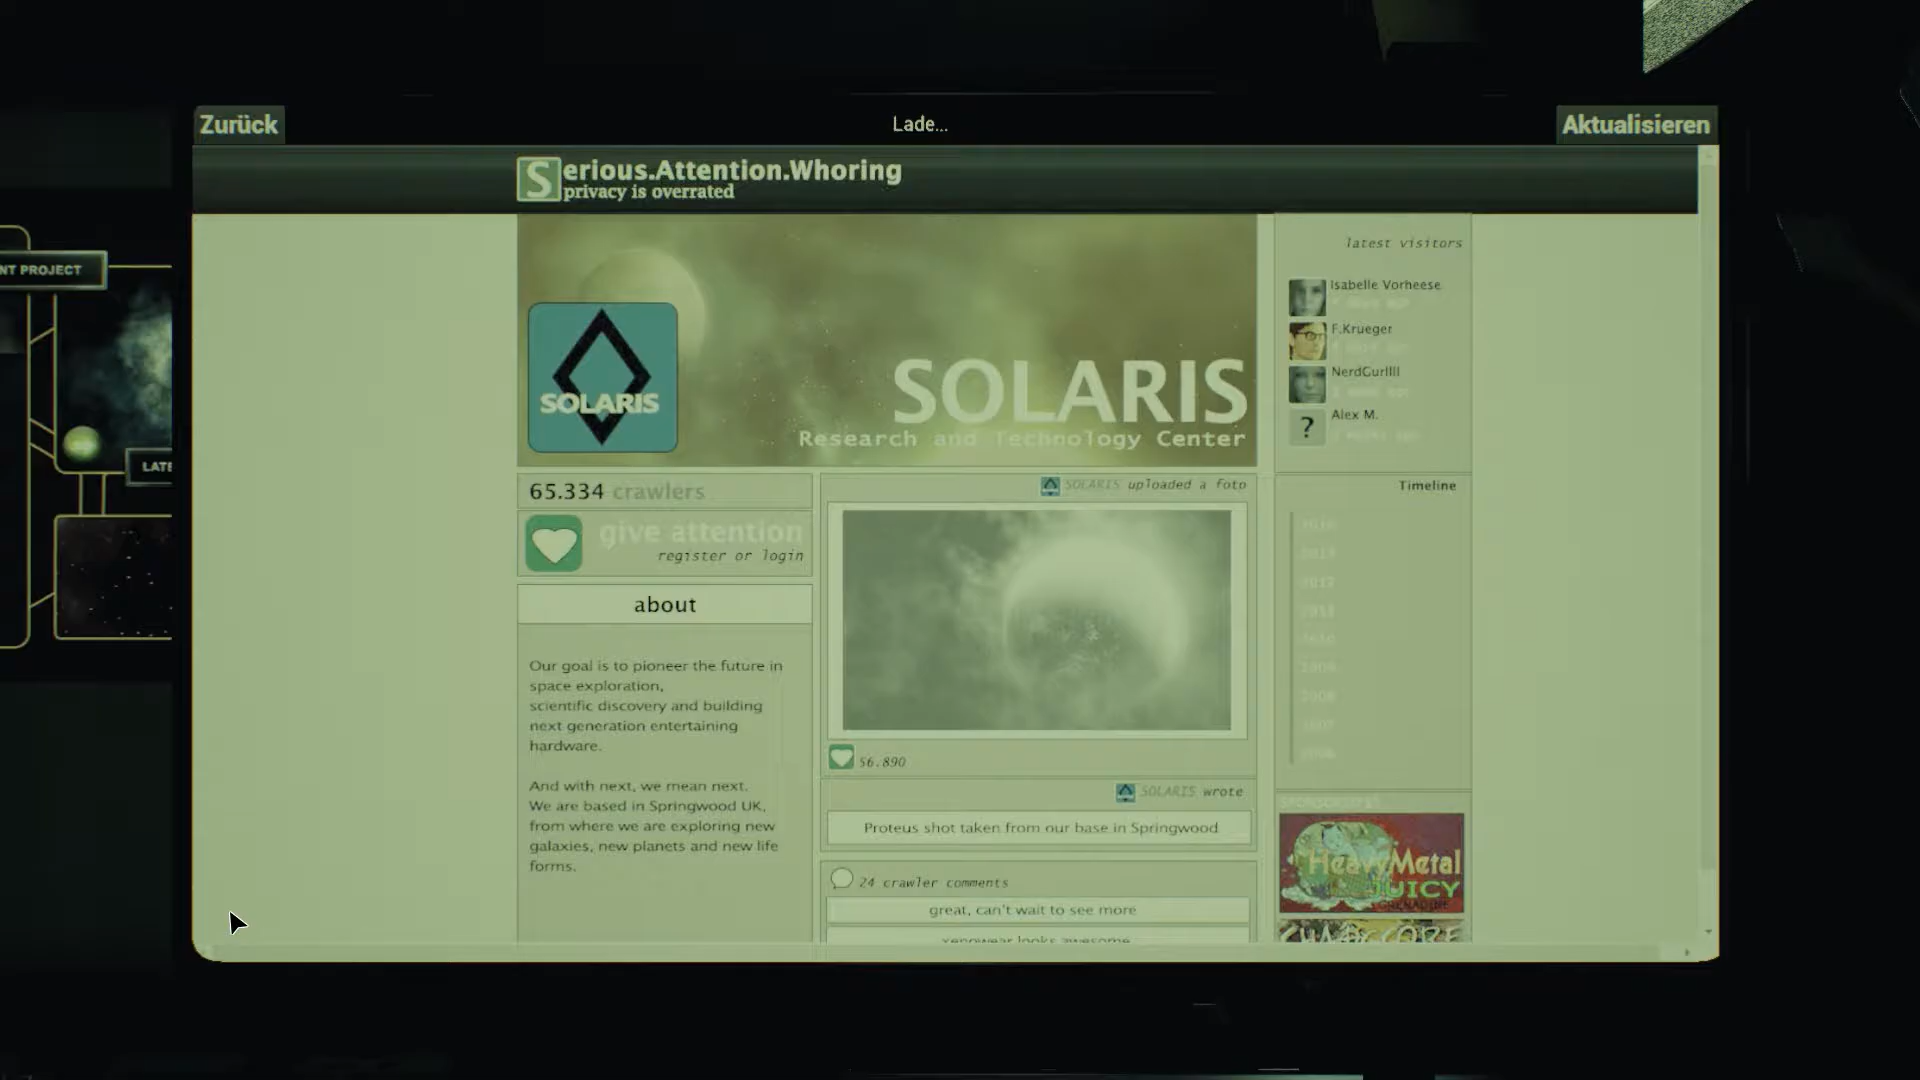 Zurück
Lade...
Aktualisieren
Serious.Attention.Whoring
privacy is overrated
NT PROJECT
LATE
SOLARIS
SOLARIS
Research and Technology Center
latest visitors
Isabelle Vorheese
F.Krueger
NerdGurllll
Alex M.
?
65.334 crawlers
give attention
register or login
about
Our goal is to pioneer the future in
space exploration,
scientific discovery and building
next generation entertaining
hardware.
And with next, we mean next.
We are based in Springwood UK,
from where we are exploring new
galaxies, new planets and new life
forms.
SOLARIS uploaded a foto
56.890
SOLARIS wrote
Proteus shot taken from our base in Springwood
24 crawler comments
great, can't wait to see more
xenowear looks awesome
Timeline
HeavyMetal
JUICY
GRENADINE